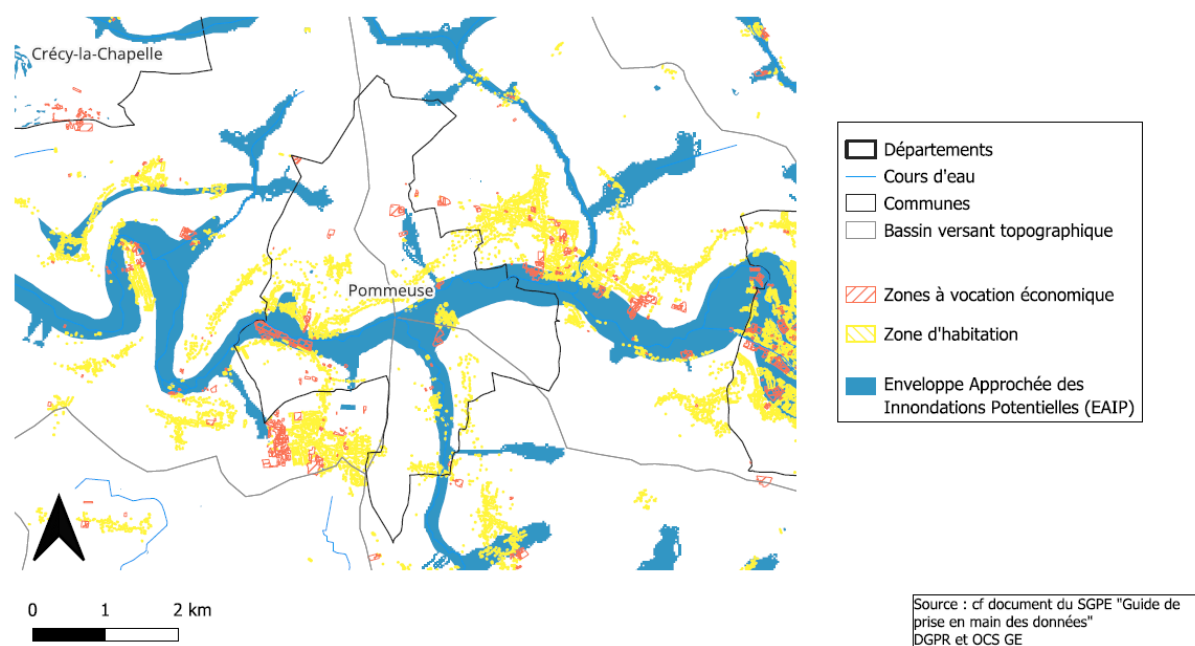 Crécy-la-Chapelle
Pommeuse
Départements
Cours d'eau
Communes
Bassin versant topographique
Zones à vocation économique
Zone d'habitation
Enveloppe Approchée des
Innondations Potentielles (EAIP)
0 1 2 km
Source : cf document du SGPE "Guide de
prise en main des données"
DGPR et OCS GE